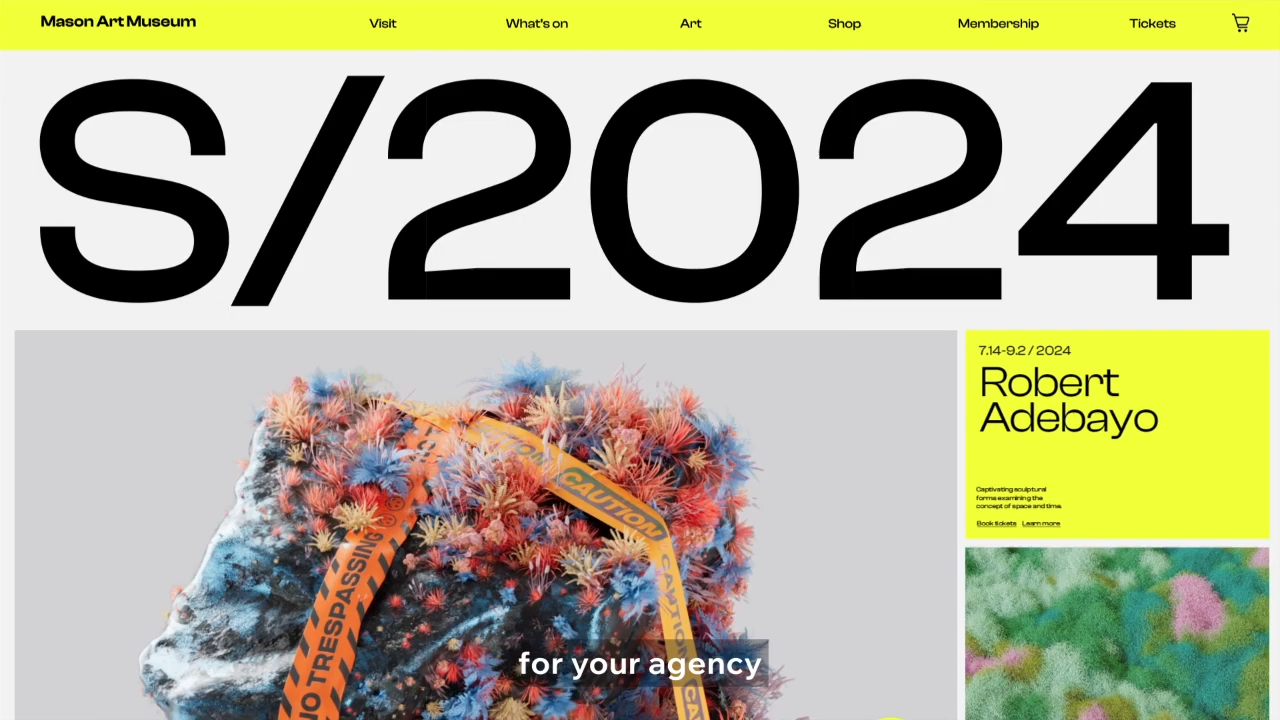 Mason Art Museum
Visit
What's on
Art
Shop
Membership
Tickets
S/2024
7.14-9.2 / 2024
Robert
Adebayo
Captivating sculptural
forms examining the
concept of space and time.
Book tickets Learn more
CAUTION
CAUTION
NO TRESPASSING
for your agency